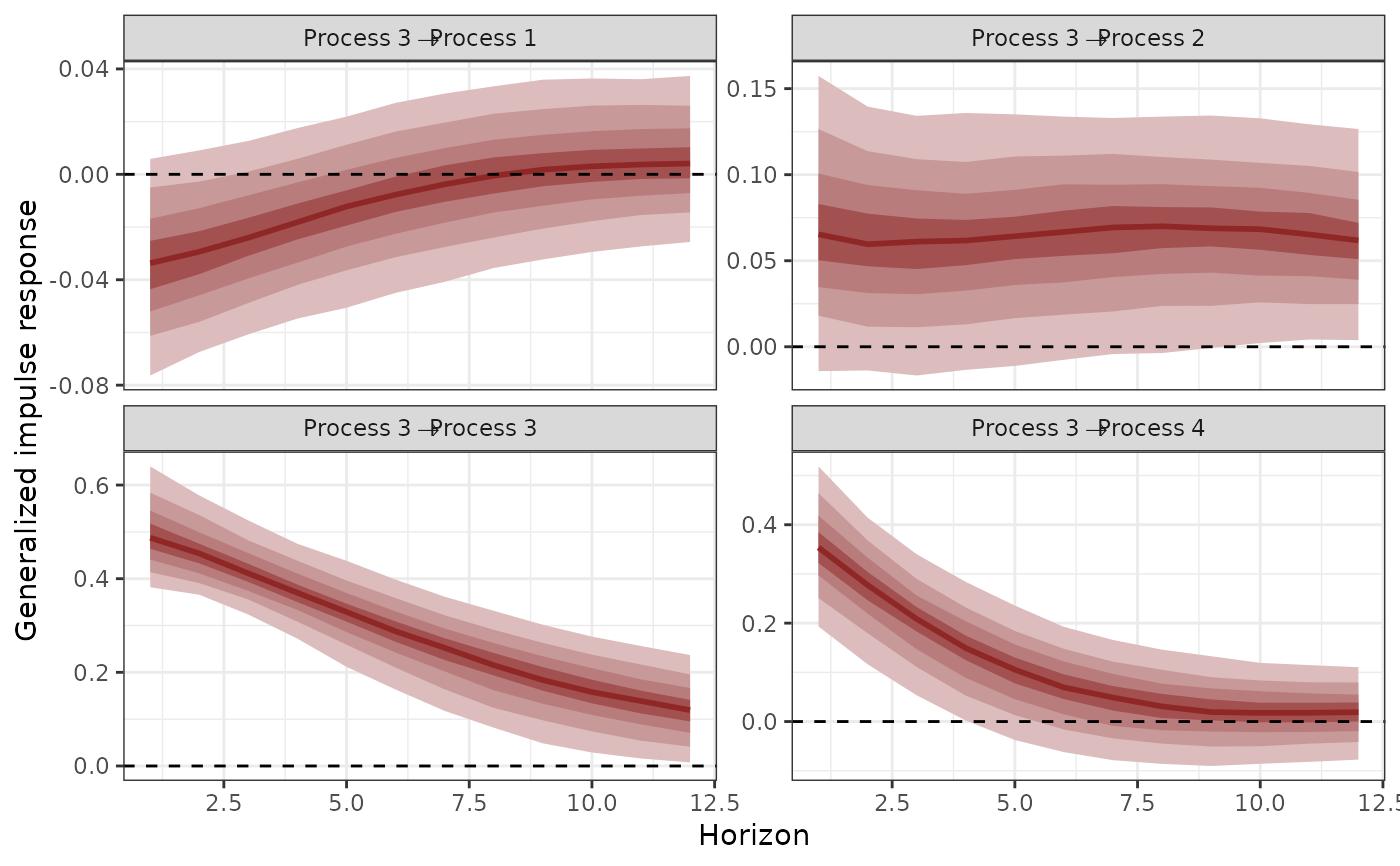 Process 3 → Process 1
Process 3 → Process 2
0.04
0.00
-0.04
-0.08
0.15
0.10
0.05
0.00
Process 3 → Process 3
Process 3 → Process 4
0.6
0.4
0.2
0.0
0.4
0.2
0.0
2.5 5.0 7.5 10.0 12.5
2.5 5.0 7.5 10.0 12.5
Horizon
Generalized impulse response